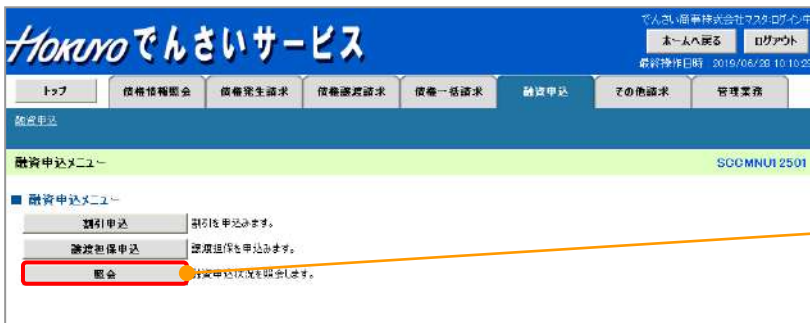 でんさい商事株式会社マスタ:ログイン中
HOKUYOでんさいサービス
ホームへ戻る ログアウト
最終操作日時 2019/06/28 10:10:29
トップ 債権情報照会 債権発生請求 債権譲渡請求 債権一括請求 融資申込 その他請求 管理業務
融資申込
融資申込メニュー SCCMNU12501
■ 融資申込メニュー
割引申込 割引を申込みます。
譲渡担保申込 譲渡担保を申込みます。
照会 融資申込状況を照会します。